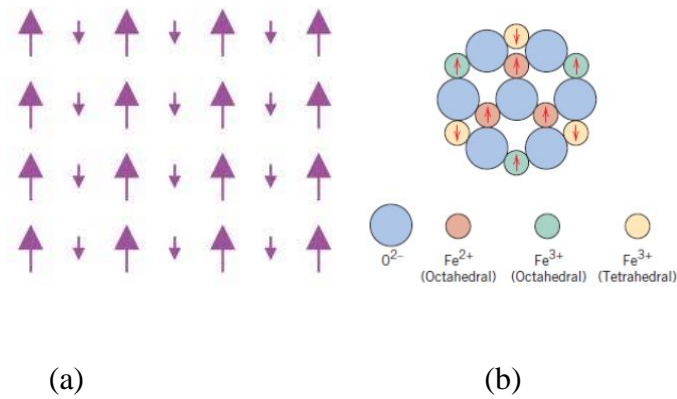 O²⁻ Fe²⁺ Fe³⁺ Fe³⁺
(Octahedral) (Octahedral) (Tetrahedral)
(a) (b)